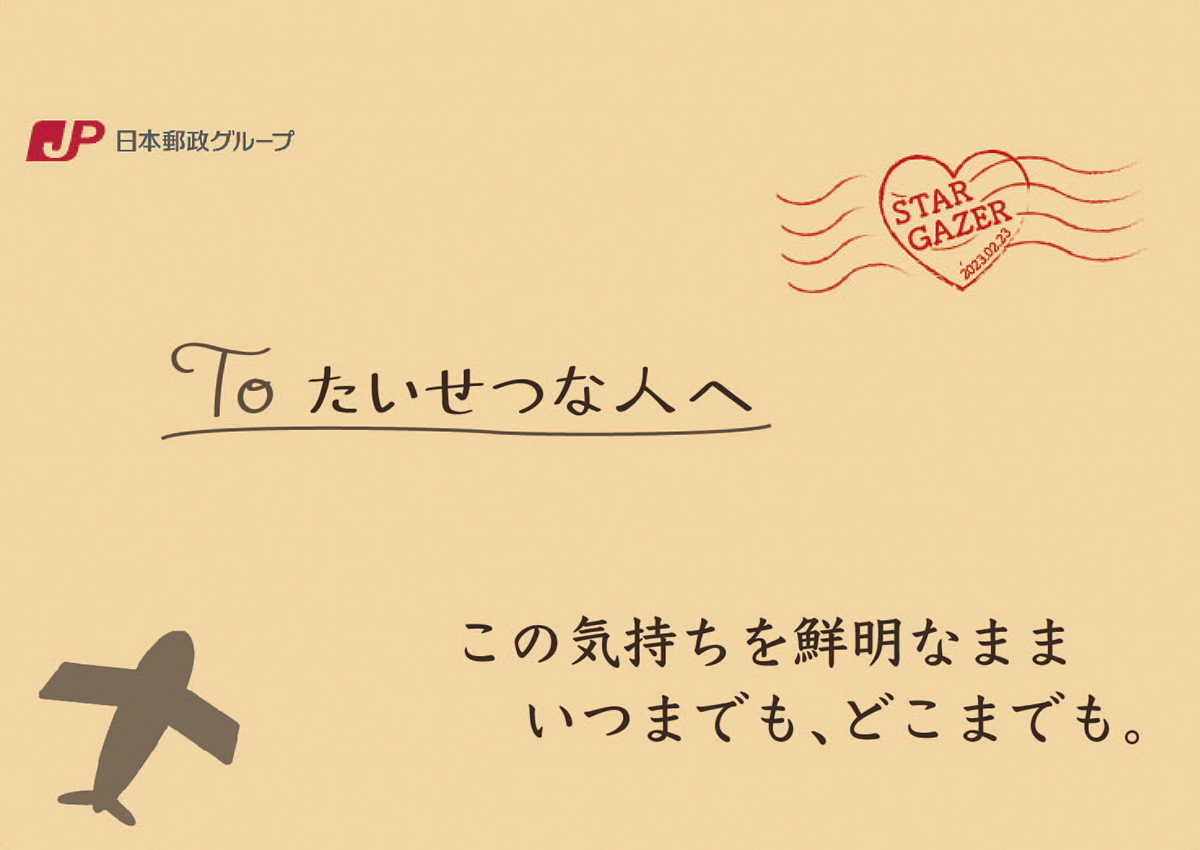 JP 日本郵政グループ
STAR
GAZER
2023.02.23
To たいせつな人へ
この気持ちを鮮明なまま
いつまでも、どこまでも。